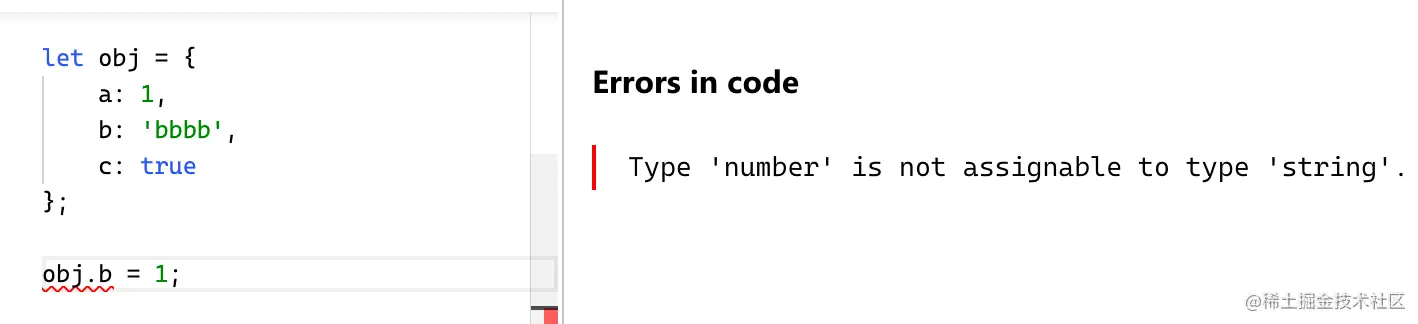 let obj = {
    a: 1,
    b: 'bbbb',
    c: true
};
obj.b = 1;
Errors in code
Type 'number' is not assignable to type 'string'.
@稀土掘金技术社区